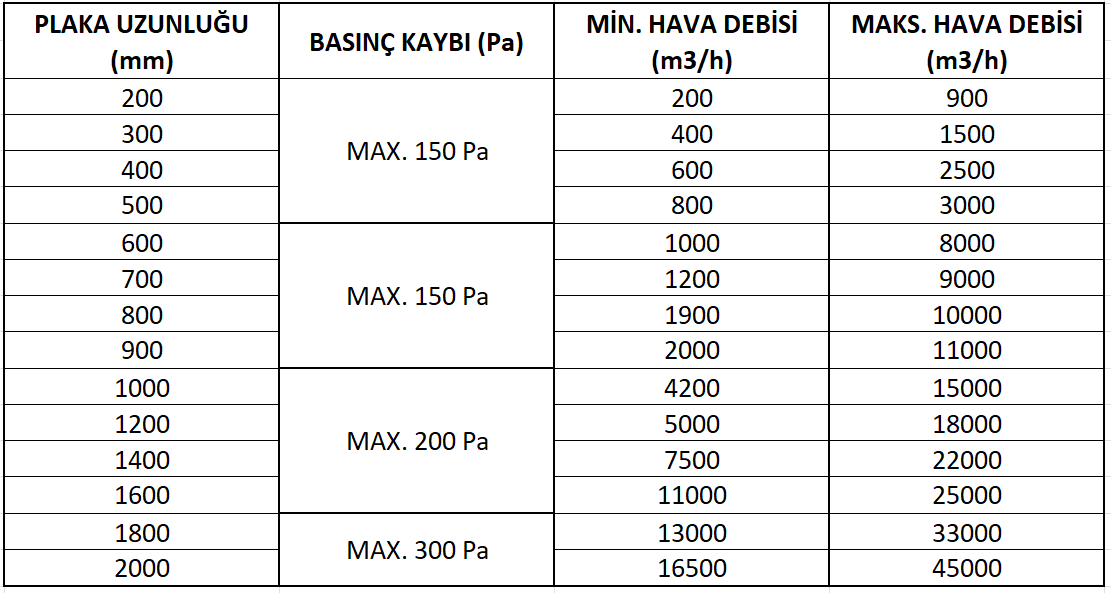 PLAKA UZUNLUĞU (mm) BASINÇ KAYBI (Pa) MİN. HAVA DEBİSİ (m3/h) MAKS. HAVA DEBİSİ (m3/h)
200 MAX. 150 Pa 200 900
300 400 1500
400 600 2500
500 800 3000
600 MAX. 150 Pa 1000 8000
700 1200 9000
800 1900 10000
900 2000 11000
1000 MAX. 200 Pa 4200 15000
1200 5000 18000
1400 7500 22000
1600 11000 25000
1800 MAX. 300 Pa 13000 33000
2000 16500 45000